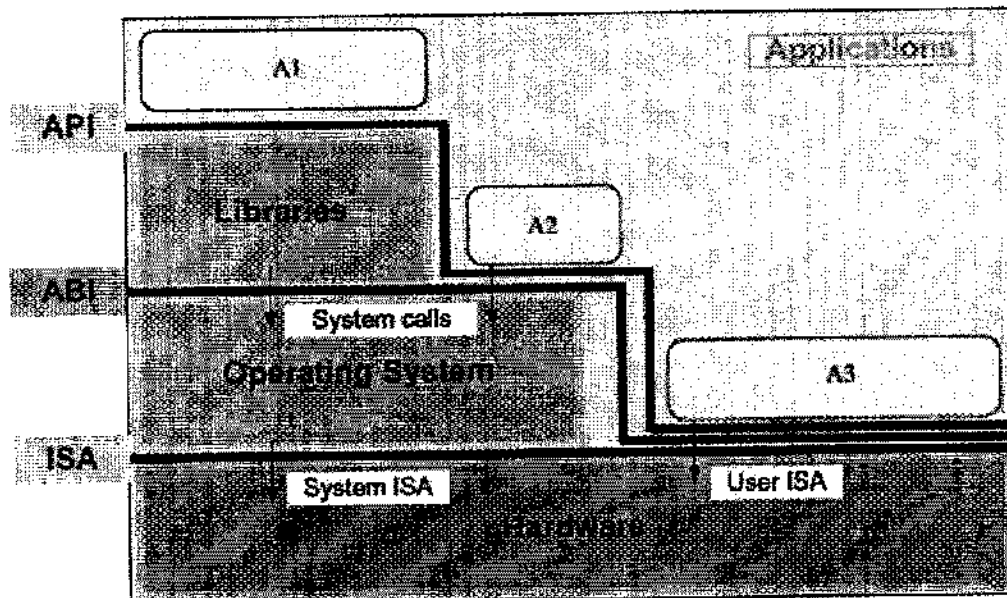 A1
Applications
API
Libraries
A2
ABI
System calls
Operating System
A3
ISA
System ISA
User ISA
Hardware